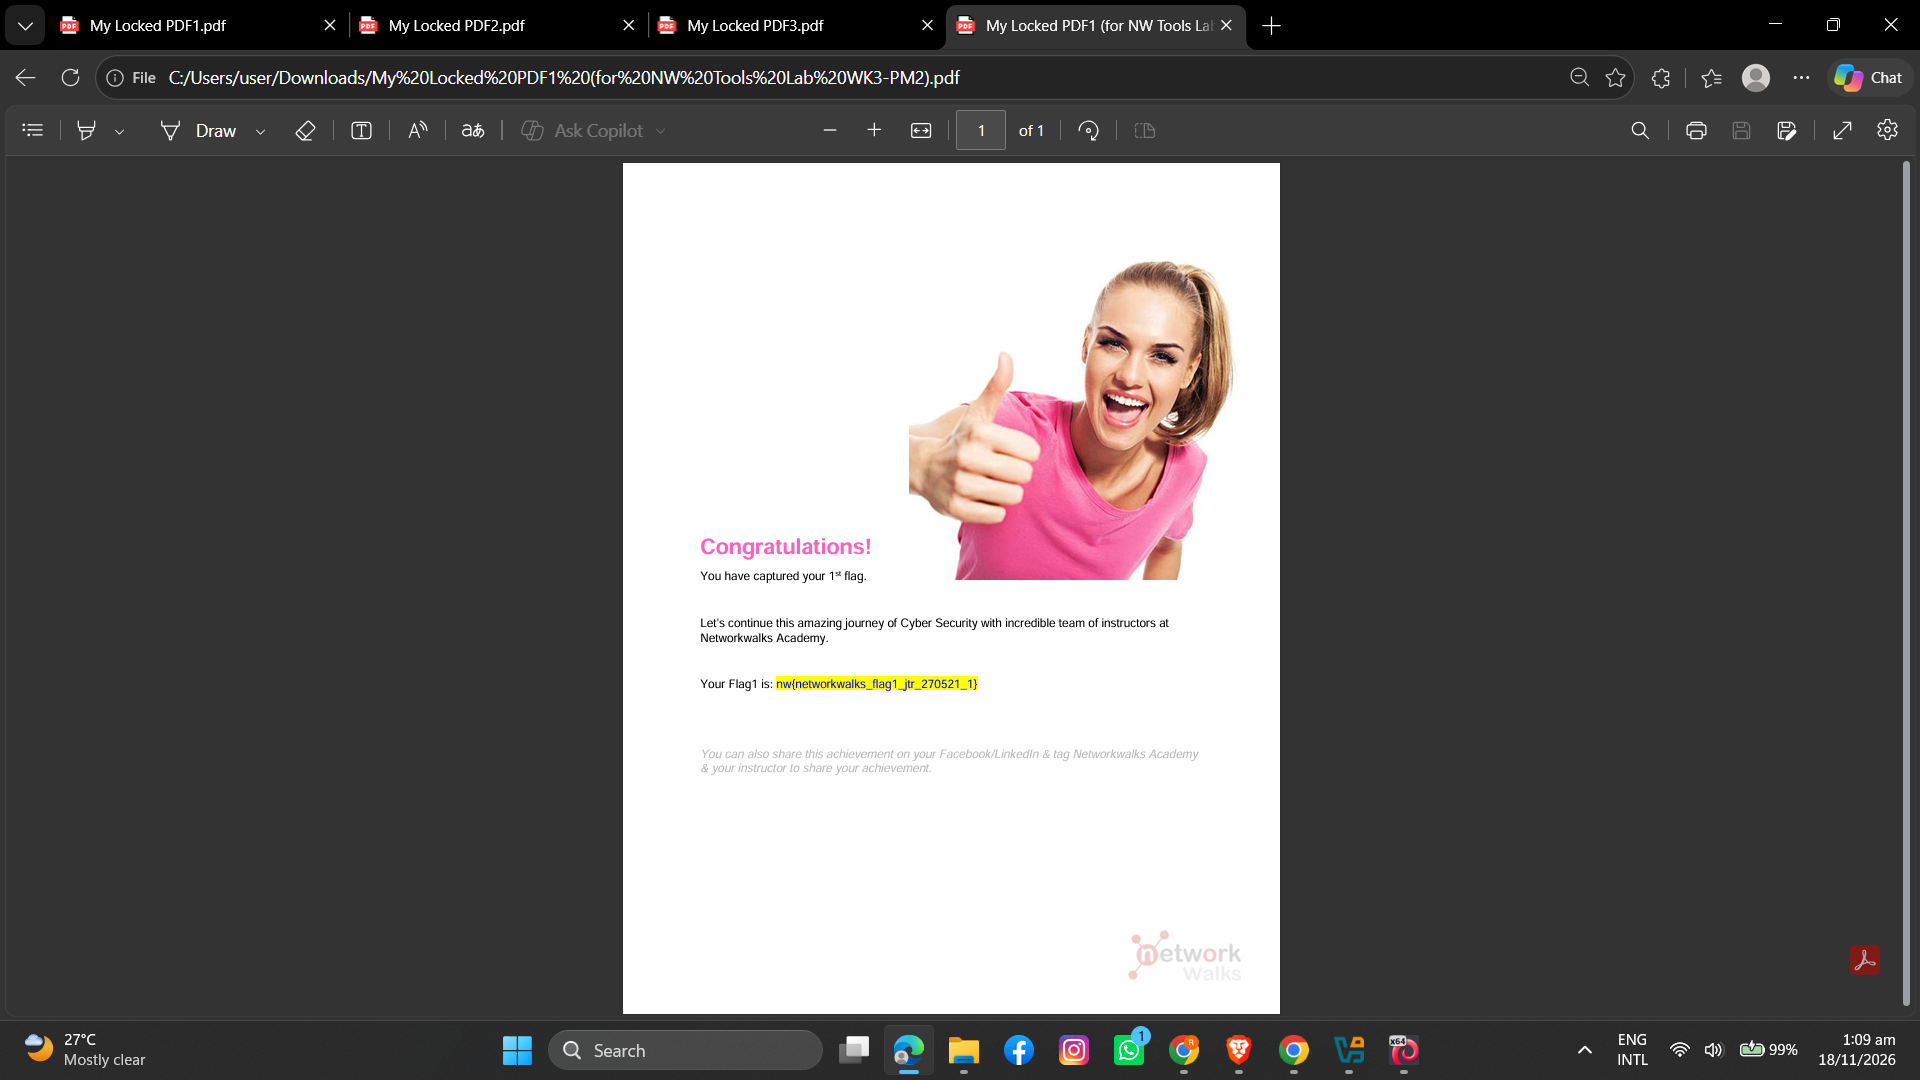 My Locked PDF1.pdf
My Locked PDF2.pdf
My Locked PDF3.pdf
My Locked PDF1 (for NW Tools La
File C:/Users/user/Downloads/My%20Locked%20PDF1%20(for%20NW%20Tools%20Lab%20WK3-PM2).pdf
Chat
Draw
aあ
Ask Copilot
1 of 1
Congratulations!
You have captured your 1st flag.
Let's continue this amazing journey of Cyber Security with incredible team of instructors at
Networkwalks Academy.
Your Flag1 is: nw{networkwalks_flag1_jtr_270521_1}
You can also share this achievement on your Facebook/LinkedIn & tag Networkwalks Academy
& your instructor to share your achievement.
network
Walks
27°C
Mostly clear
Search
1
R
x64
ENG
INTL
99%
1:09 am
18/11/2026